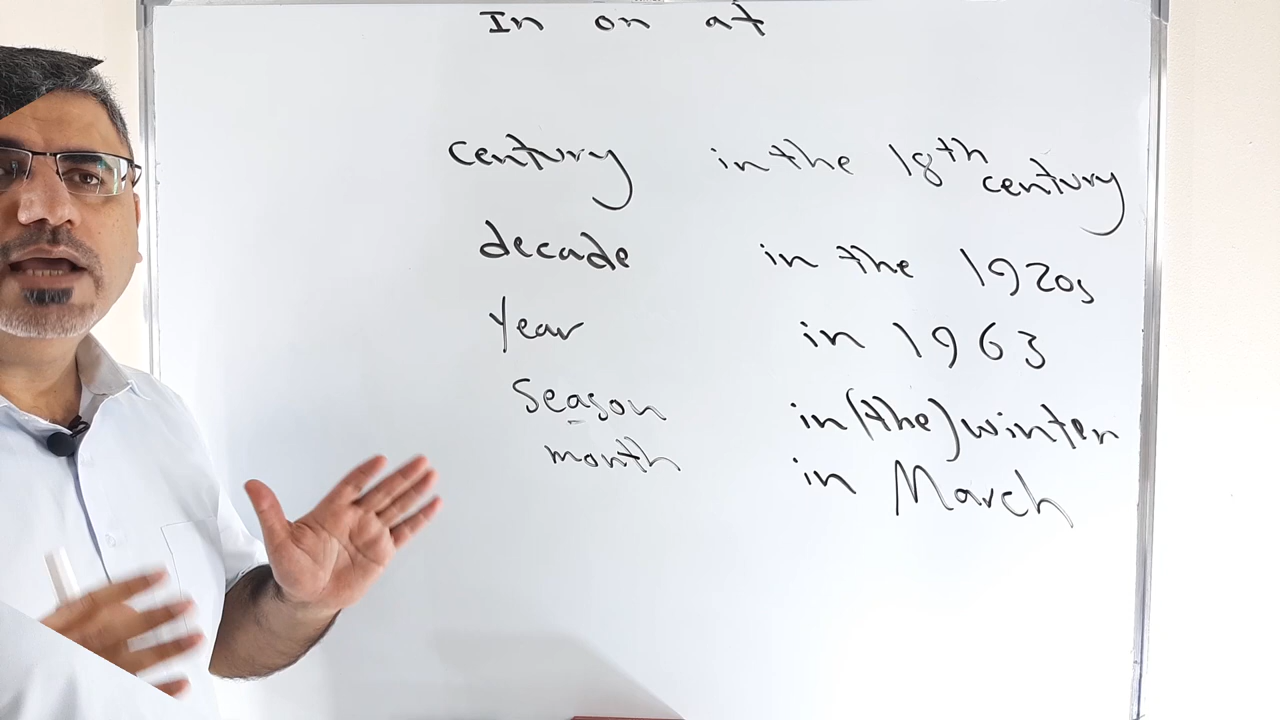 In on at
century in the 18th century
decade in the 1920s
year in 1963
season in (the) winter
month in March